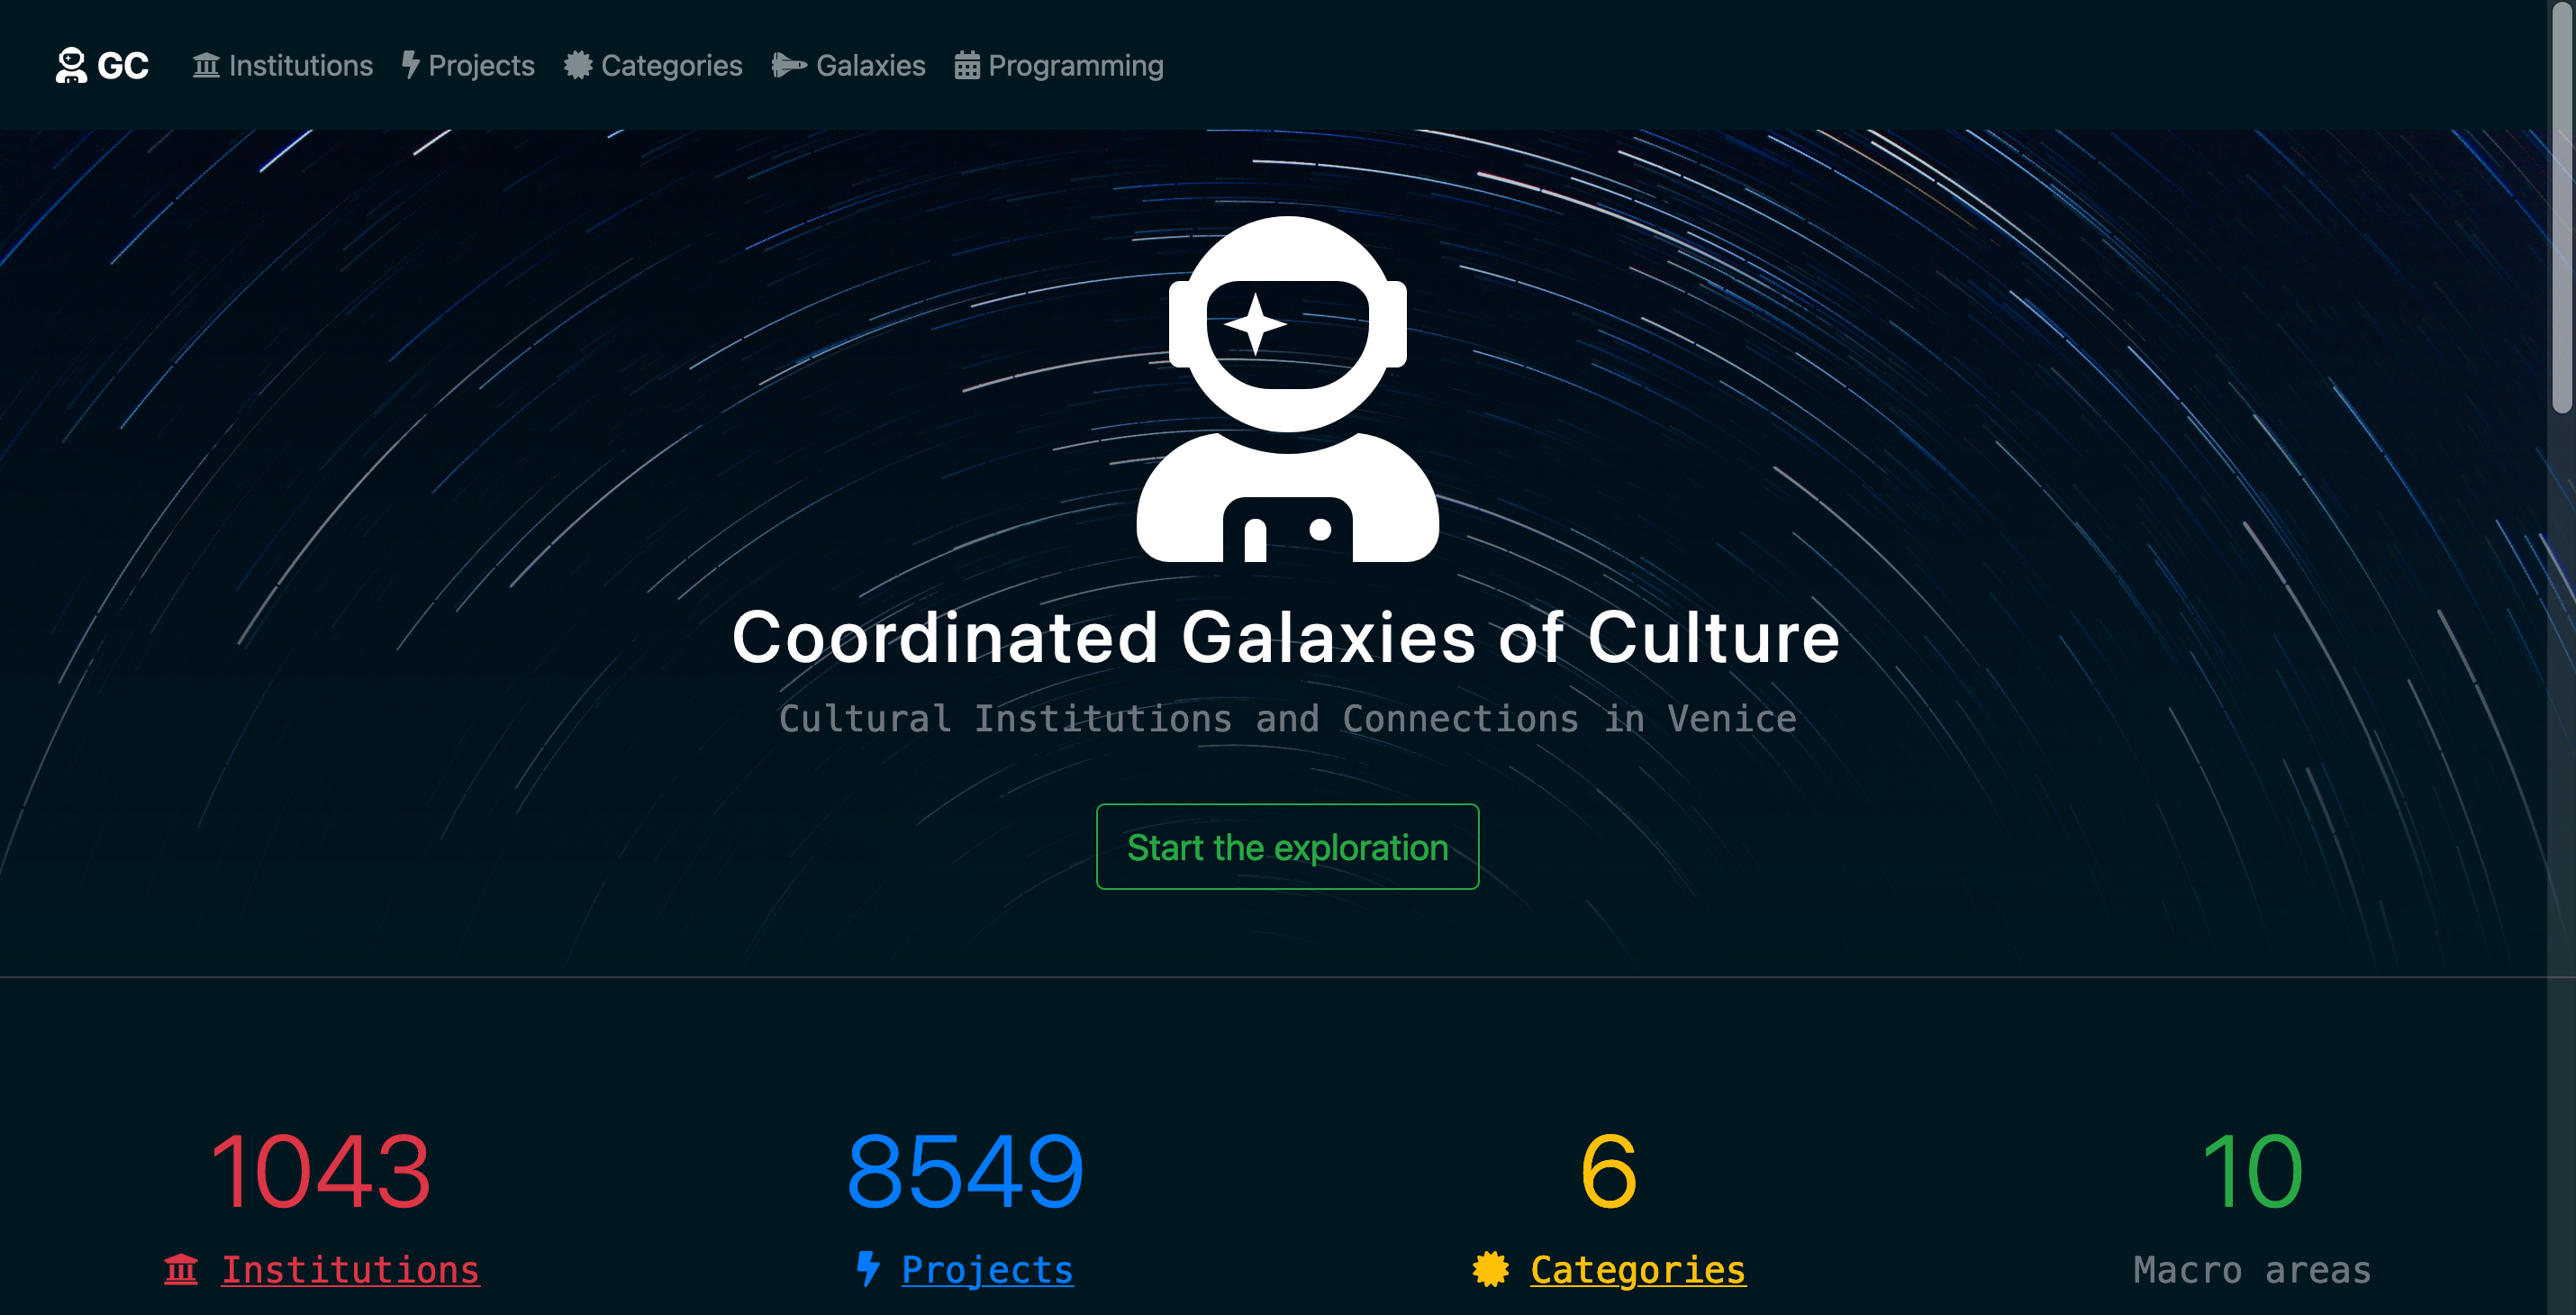 GC Institutions Projects Categories Galaxies Programming
Coordinated Galaxies of Culture
Cultural Institutions and Connections in Venice
Start the exploration
1043 8549 6 10
Institutions Projects Categories Macro areas